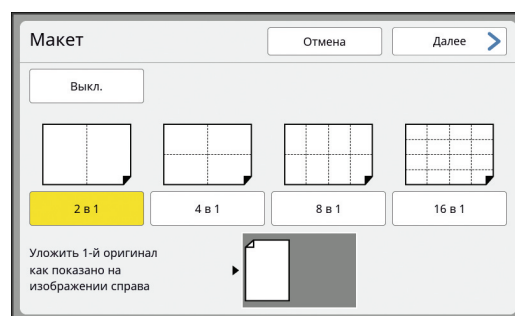 Макет
Отмена
Далее
Выкл.
2 в 1
4 в 1
8 в 1
16 в 1
Уложить 1-й оригинал
как показано на
изображении справа